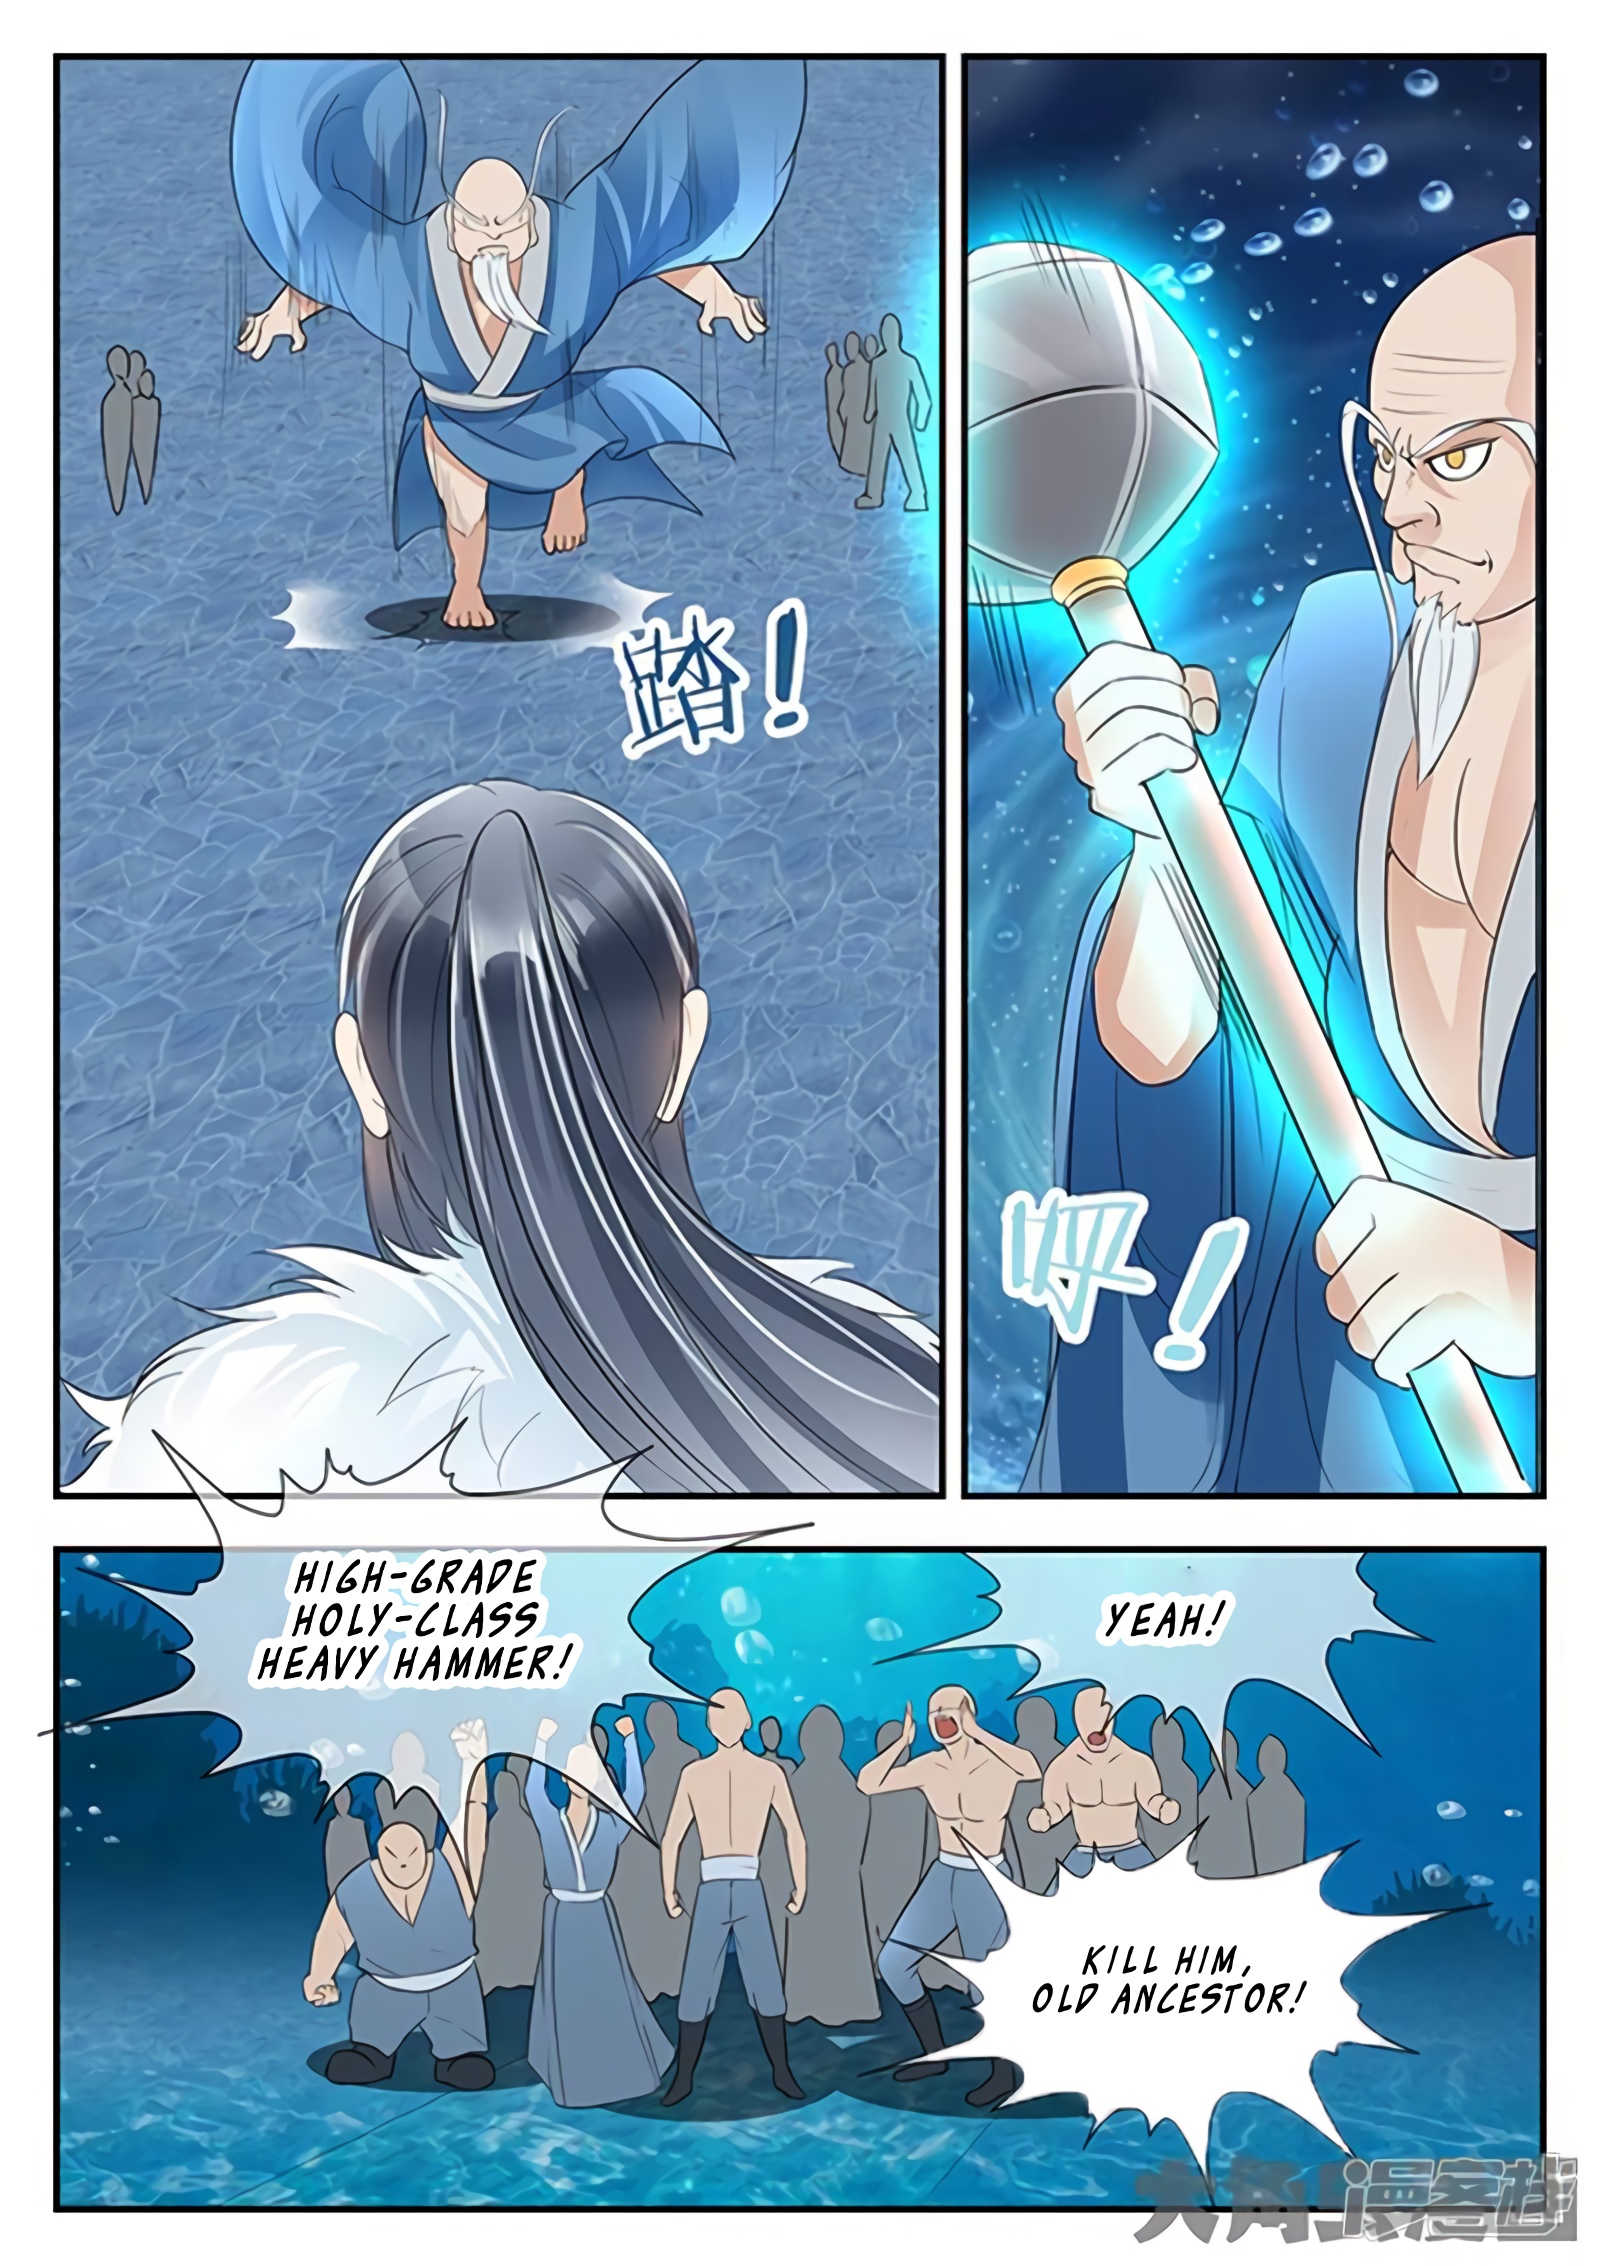 踏!
呼!
HIGH-GRADE
HOLY-CLASS
HEAVY HAMMER!
YEAH!
KILL HIM,
OLD ANCESTOR!